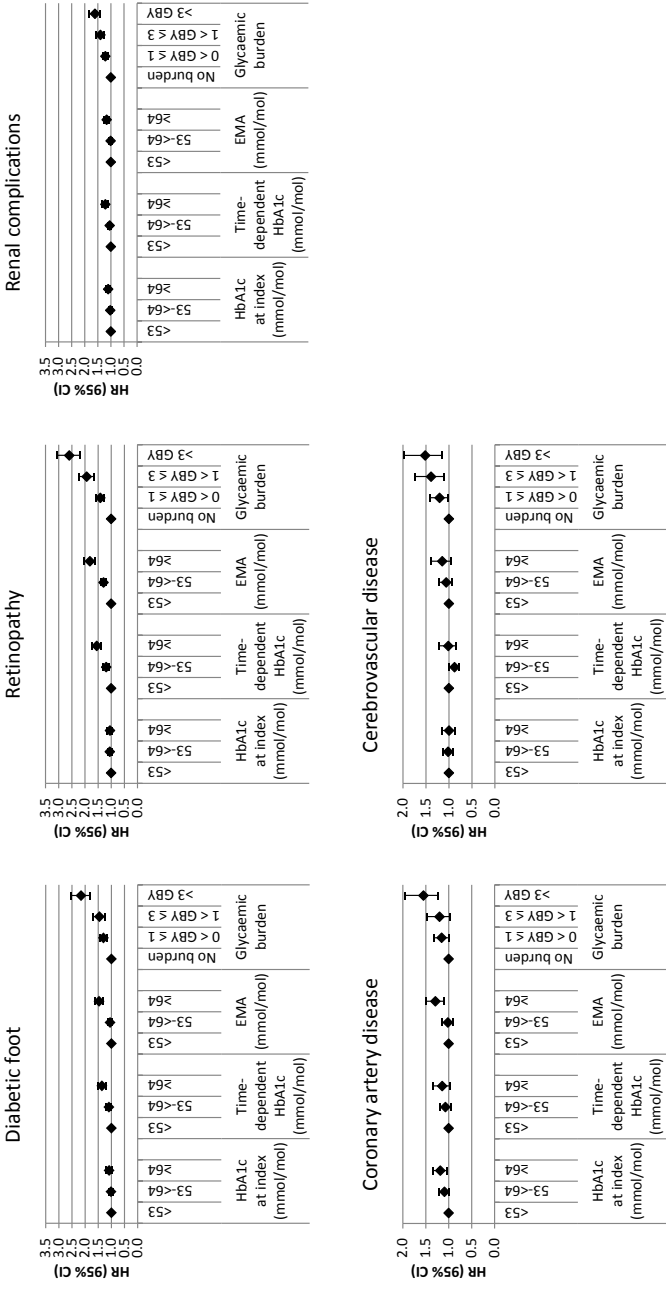 Diabetic foot
HR (95% CI)
3.5
3.0
2.5
2.0
1.5
1.0
0.5
0.0
<53
53-<64
≥64
<53
53-<64
≥64
<53
53-<64
≥64
No burden
0 < GBY ≤ 1
1 < GBY ≤ 3
>3 GBY
HbA1c
at index
(mmol/mol)
Time-
dependent
HbA1c
(mmol/mol)
EMA
(mmol/mol)
Glycaemic
burden
Retinopathy
HR (95% CI)
3.5
3.0
2.5
2.0
1.5
1.0
0.5
0.0
<53
53-<64
≥64
<53
53-<64
≥64
<53
53-<64
≥64
No burden
0 < GBY ≤ 1
1 < GBY ≤ 3
>3 GBY
HbA1c
at index
(mmol/mol)
Time-
dependent
HbA1c
(mmol/mol)
EMA
(mmol/mol)
Glycaemic
burden
Renal complications
HR (95% CI)
3.5
3.0
2.5
2.0
1.5
1.0
0.5
0.0
<53
53-<64
≥64
<53
53-<64
≥64
<53
53-<64
≥64
No burden
0 < GBY ≤ 1
1 < GBY ≤ 3
>3 GBY
HbA1c
at index
(mmol/mol)
Time-
dependent
HbA1c
(mmol/mol)
EMA
(mmol/mol)
Glycaemic
burden
Coronary artery disease
HR (95% CI)
2.0
1.5
1.0
0.5
0.0
<53
53-<64
≥64
<53
53-<64
≥64
<53
53-<64
≥64
No burden
0 < GBY ≤ 1
1 < GBY ≤ 3
>3 GBY
HbA1c
at index
(mmol/mol)
Time-
dependent
HbA1c
(mmol/mol)
EMA
(mmol/mol)
Glycaemic
burden
Cerebrovascular disease
HR (95% CI)
2.0
1.5
1.0
0.5
0.0
<53
53-<64
≥64
<53
53-<64
≥64
<53
53-<64
≥64
No burden
0 < GBY ≤ 1
1 < GBY ≤ 3
>3 GBY
HbA1c
at index
(mmol/mol)
Time-
dependent
HbA1c
(mmol/mol)
EMA
(mmol/mol)
Glycaemic
burden